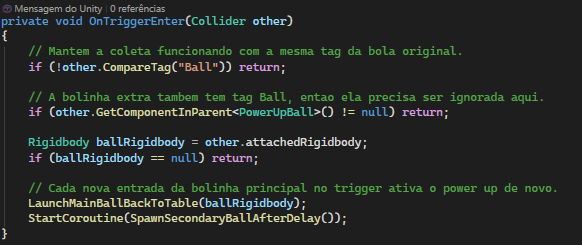 Mensagem do Unity | 0 referências
private void OnTriggerEnter(Collider other)
{
// Mantem a coleta funcionando com a mesma tag da bola original.
if (!other.CompareTag("Ball")) return;
// A bolinha extra tambem tem tag Ball, entao ela precisa ser ignorada aqui.
if (other.GetComponentInParent<PowerUpBall>() != null) return;
Rigidbody ballRigidbody = other.attachedRigidbody;
if (ballRigidbody == null) return;
// Cada nova entrada da bolinha principal no trigger ativa o power up de novo.
LaunchMainBallBackToTable(ballRigidbody);
StartCoroutine(SpawnSecondaryBallAfterDelay());
}